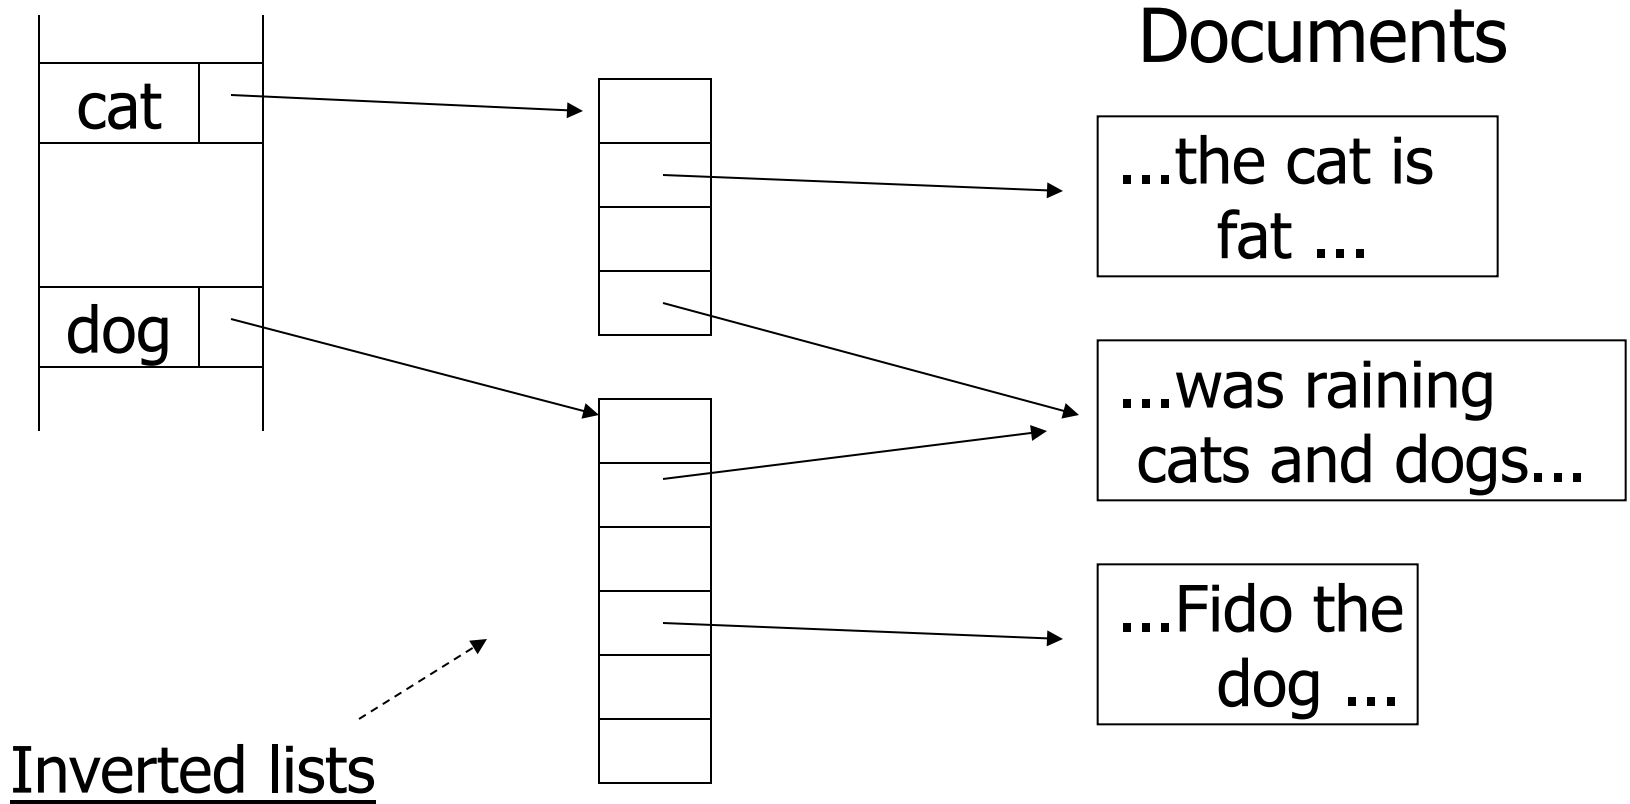 Documents
cat
...the cat is
fat ...
dog
...was raining
cats and dogs...
...Fido the
dog ...
Inverted lists